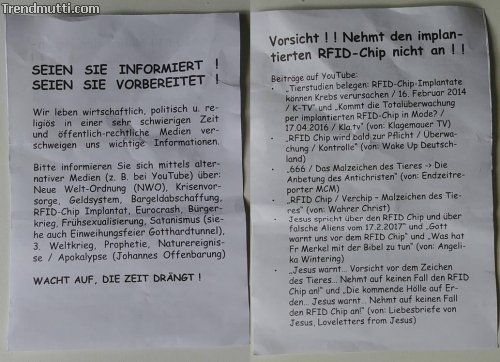 Trendmutti.com
SEIEN SIE INFORMIERT !
SEIEN SIE VORBEREITET !
Wir leben wirtschaftlich, politisch u. re-
ligiös in einer sehr schwierigen Zeit
und öffentlich-rechtliche Medien ver-
schweigen uns wichtige Informationen.
Bitte informieren Sie sich mittels alter-
nativer Medien (z. B. bei YouTube) über:
Neue Welt-Ordnung (NWO), Krisenvor-
sorge, Geldsystem, Bargeldabschaffung,
RFID-Chip Implantat, Eurocrash, Bürger-
krieg, Frühsexualisierung, Satanismus (sie-
he auch Einweihungsfeier Gotthardtunnel),
3. Weltkrieg, Prophetie, Naturereignis-
se / Apokalypse (Johannes Offenbarung)
WACHT AUF, DIE ZEIT DRÄNGT !
Vorsicht ! ! Nehmt den implan-
tierten RFID-Chip nicht an ! !
Beiträge auf YouTube:
- „Tierstudien belegen: RFID-Chip-Implantate
können Krebs verursachen / 16. Februar 2014
/ K-TV" und „Kommt die Totalüberwachung
per implantierten RFID-Chip in Mode? /
17.04.2016 / Kla.tv" (von: Klagemauer TV)
- „RFID Chip wird bald zur Pflicht / Überwa-
chung / Kontrolle" (von: Wake Up Deutsch-
land)
- „666 / Das Malzeichen des Tieres -> Die
Anbetung des Antichristen" (von: Endzeitre-
porter MCM)
- „RFID Chip / Verchip - Malzeichen des Tie-
res" (von: Wahrer Christ)
- Jesus spricht über den RFID Chip und über
falsche Aliens vom 17.2.2017" und „Gott
warnt uns vor dem RFID Chip" und „Was hat
Fr Merkel mit der Bibel zu tun" (von: Angeli-
ka Wintering)
- „Jesus warnt... Vorsicht vor dem Zeichen
des Tieres... Nehmt auf keinen Fall den RFID
Chip an!" und „Die kommende Hölle auf Er-
den... Jesus warnt... Nehmt auf keinen Fall
den RFID Chip an!" (von: Liebesbriefe von
Jesus, Loveletters from Jesus)